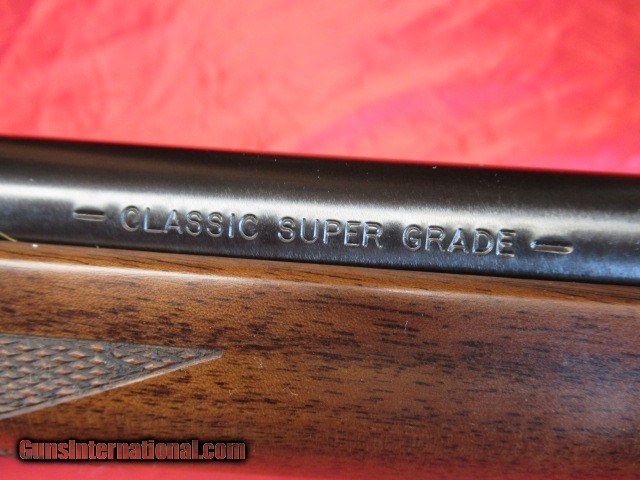 — CLASSIC SUPER GRADE —
GunsInternational.com